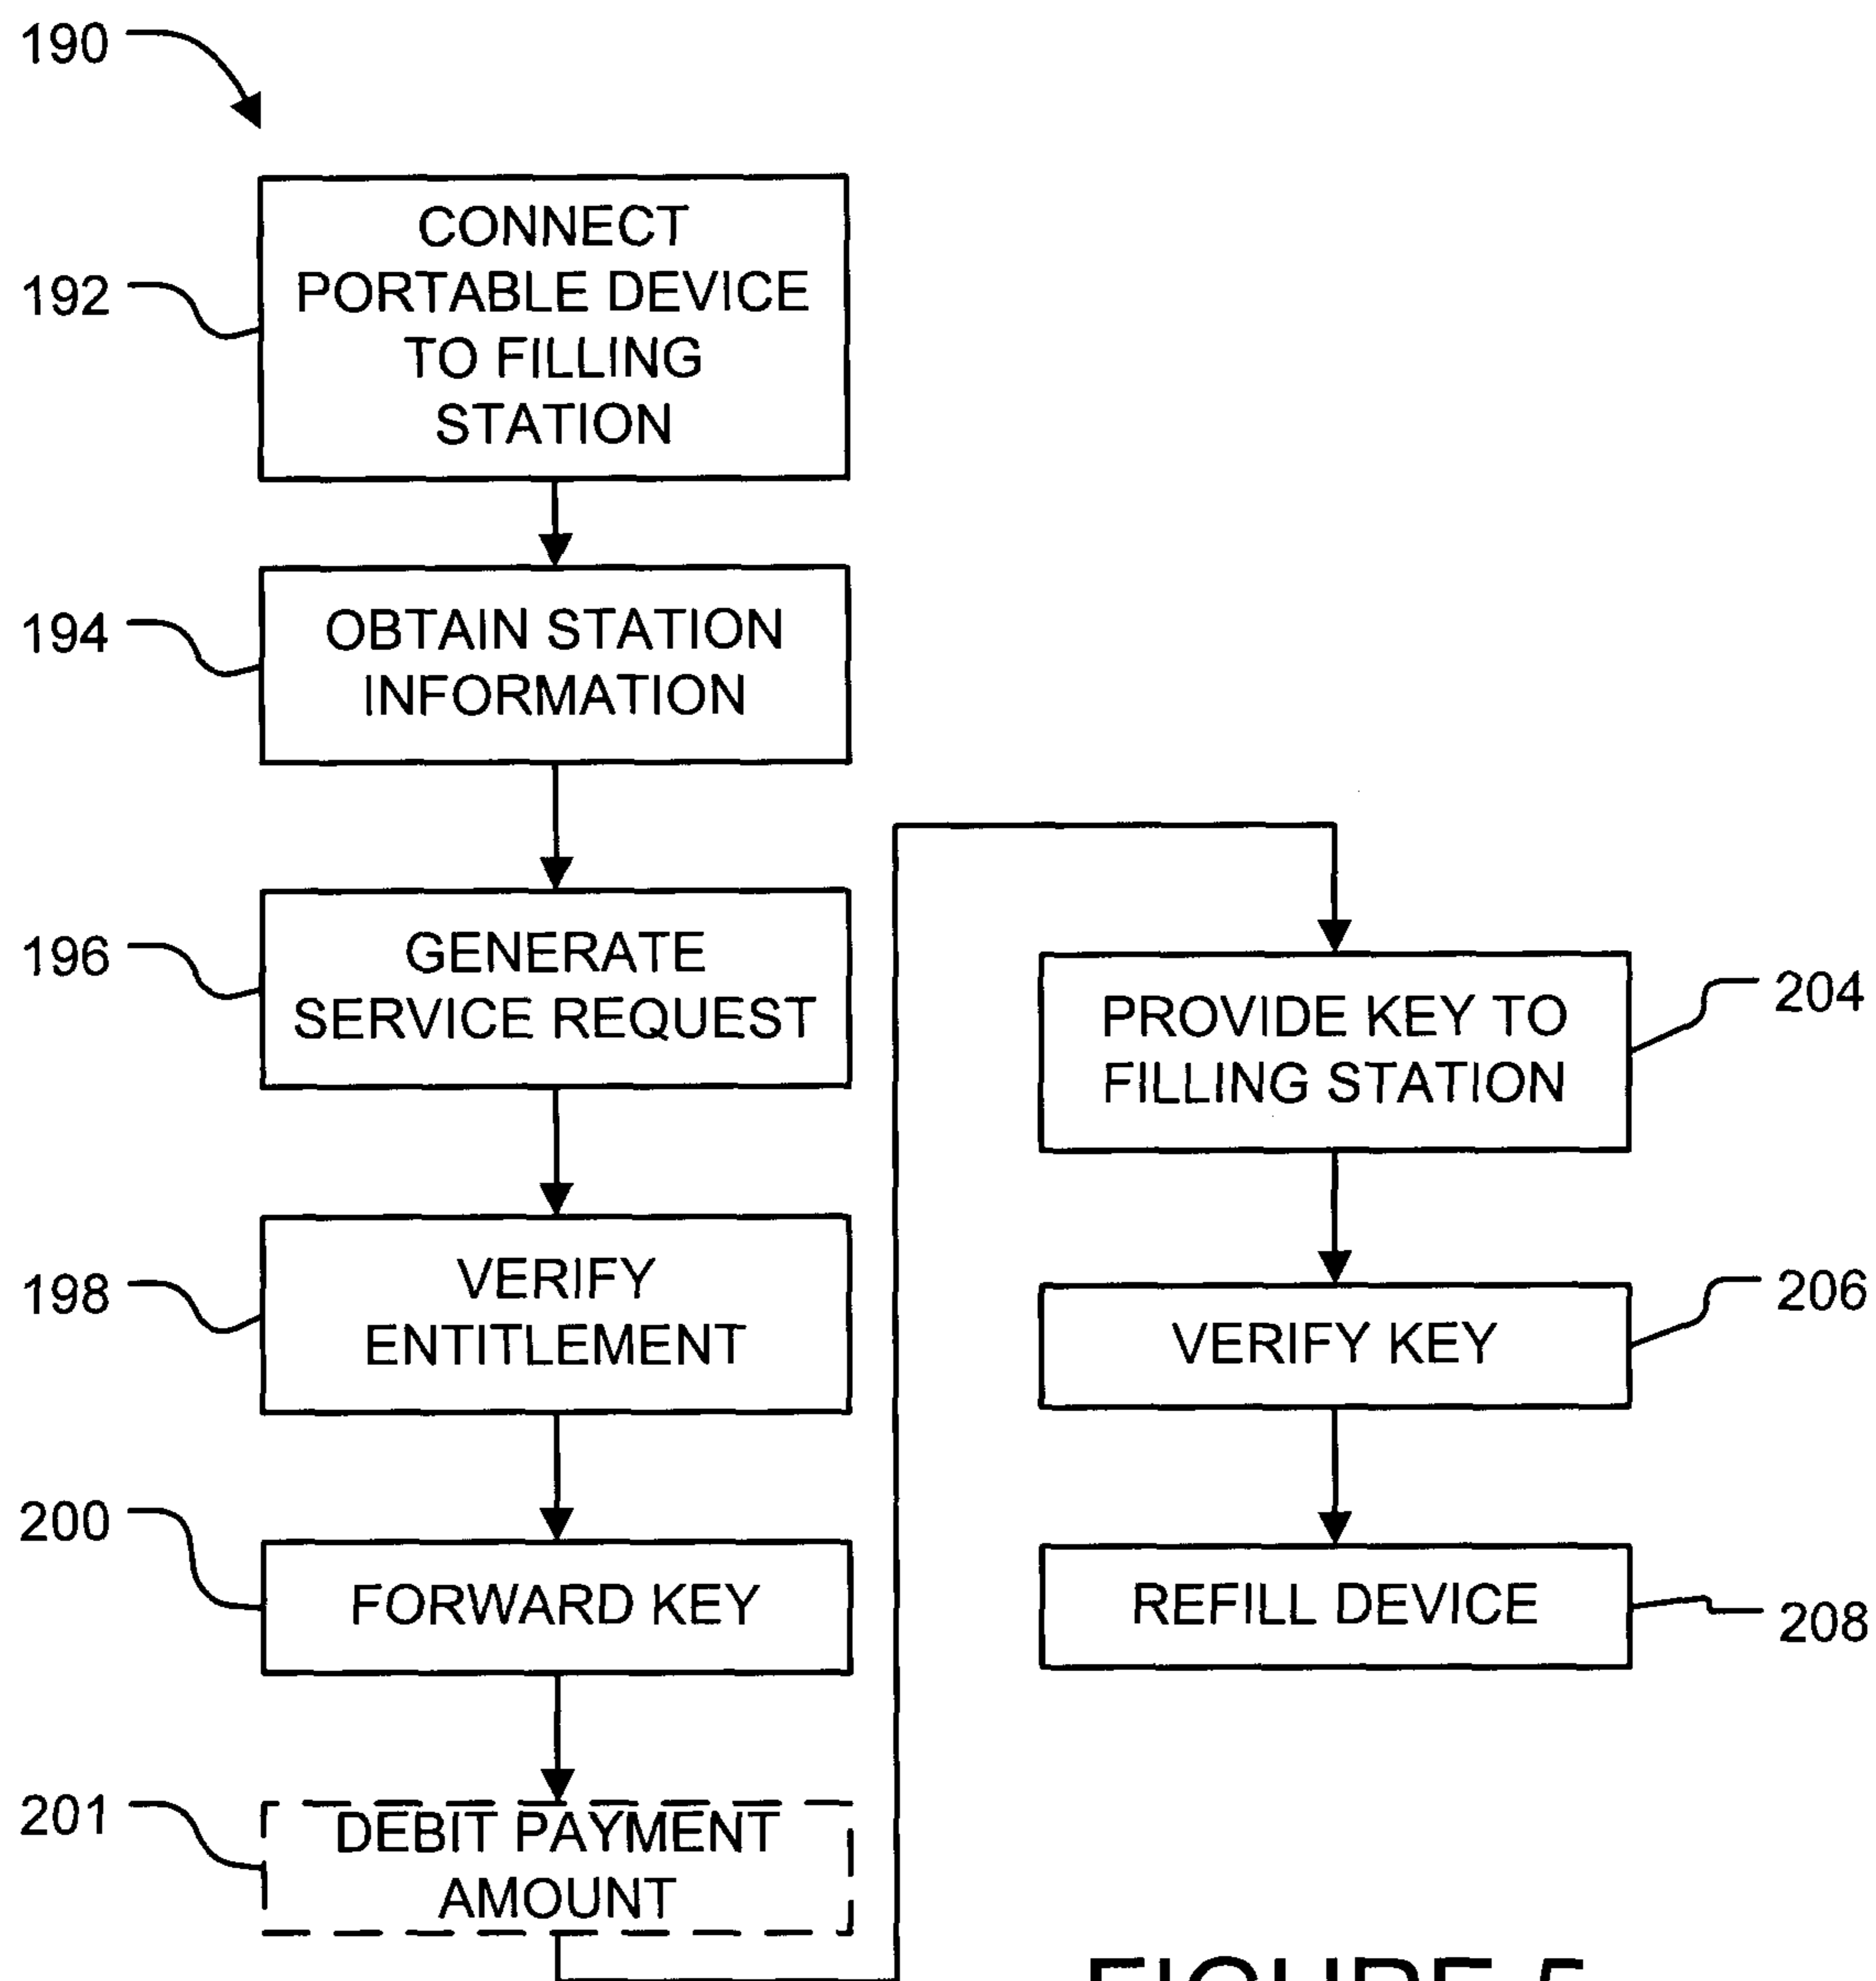 190
192
CONNECT
PORTABLE DEVICE
TO FILLING
STATION
194
OBTAIN STATION
INFORMATION
196
GENERATE
SERVICE REQUEST
198
VERIFY
ENTITLEMENT
200
FORWARD KEY
201
DEBIT PAYMENT
AMOUNT
PROVIDE KEY TO
FILLING STATION
204
VERIFY KEY
206
REFILL DEVICE
208
FIGURE 5